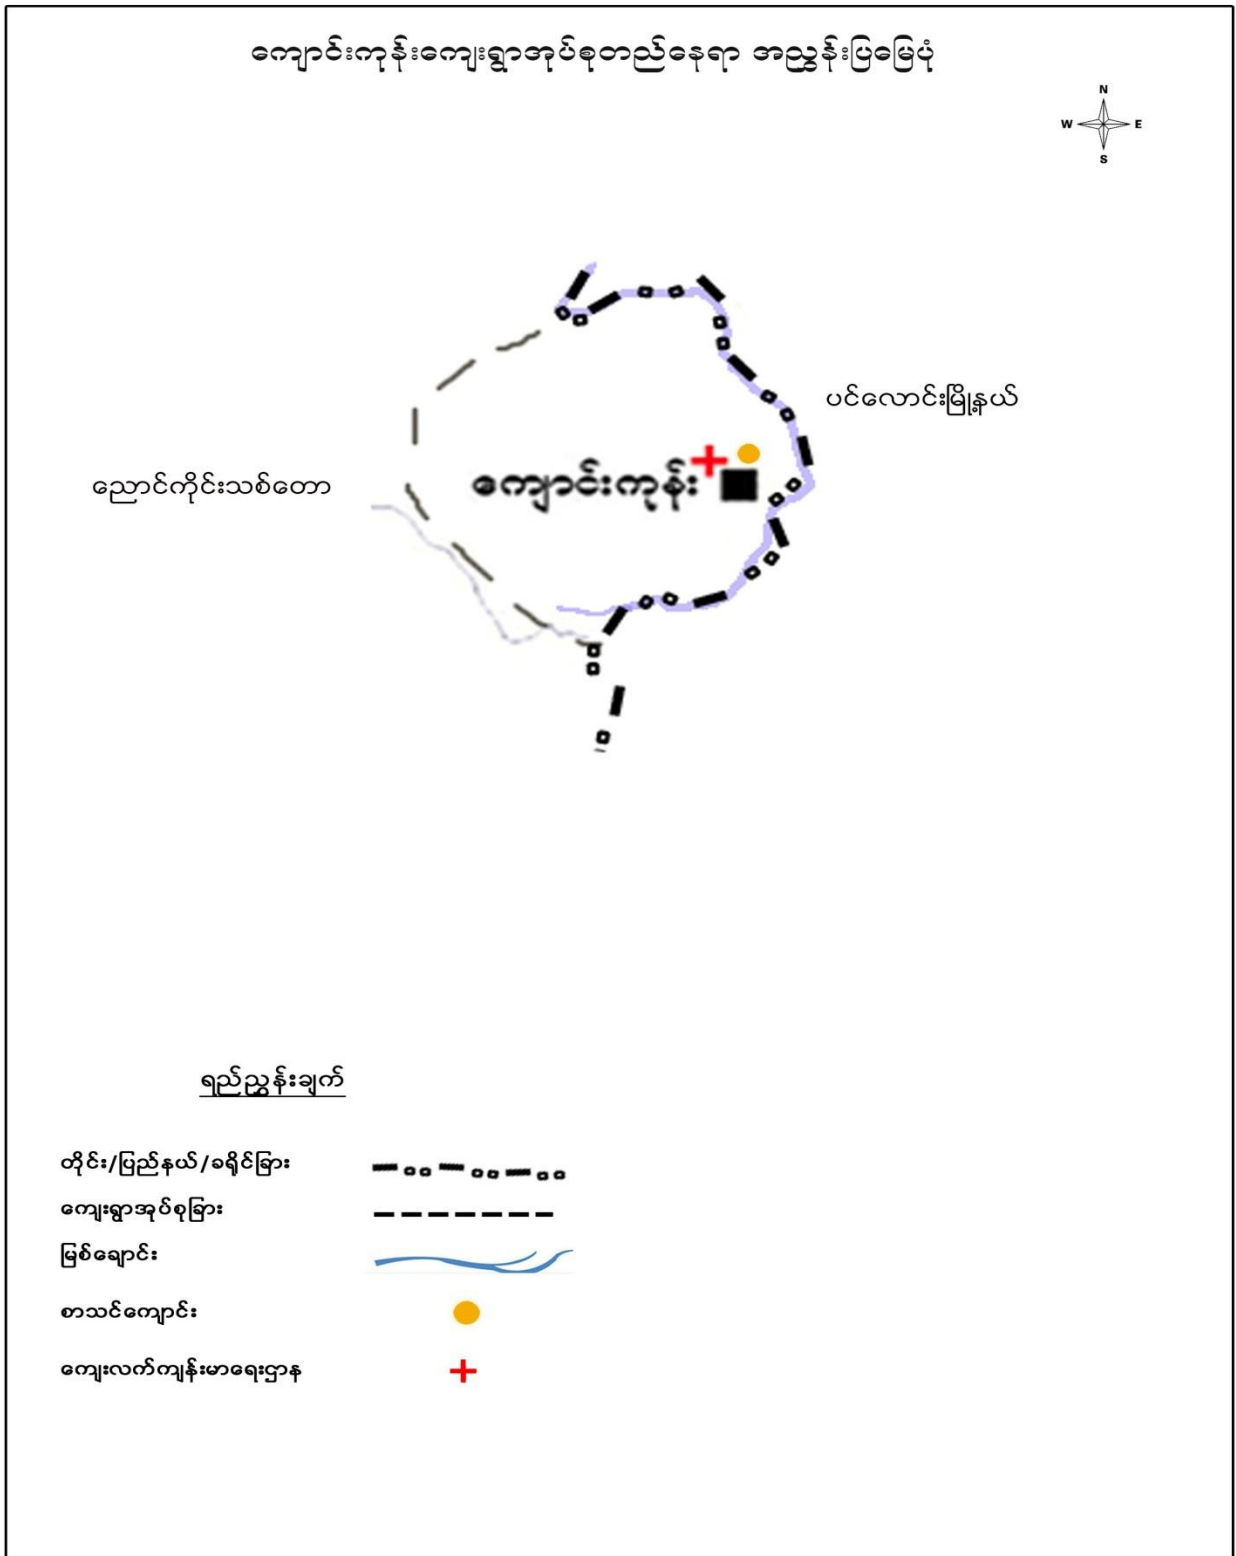 ကျောင်းကုန်းကျေးရွာအုပ်စုတည်နေရာ အညွှန်းပြမြေပုံ
N
W E
S
ပင်လောင်းမြို့နယ်
ကျောင်းကုန်း
ညောင်ကိုင်းသစ်တော
ရည်ညွှန်းချက်
တိုင်း/ပြည်နယ်/ခရိုင်ခြား
ကျေးရွာအုပ်စုခြား
မြစ်ချောင်း
စာသင်ကျောင်း
ကျေးလက်ကျန်းမာရေးဌာန